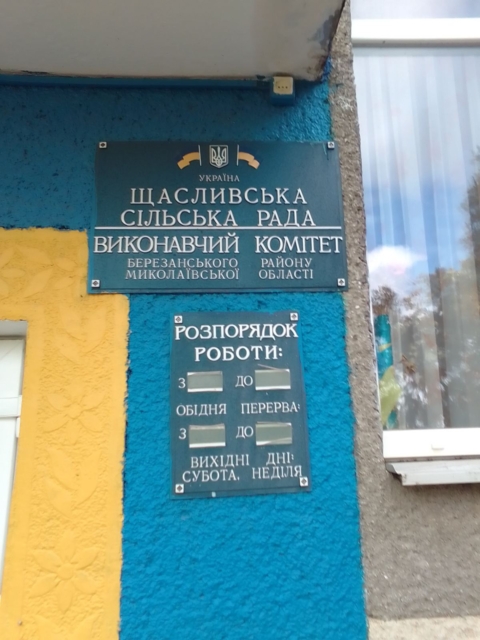 УКРАЇНА
ЩАСЛИВСЬКА
СІЛЬСЬКА РАДА
ВИКОНАВЧИЙ КОМІТЕТ
БЕРЕЗАНСЬКОГО РАЙОНУ
МИКОЛАЇВСЬКОЇ ОБЛАСТІ
РОЗПОРЯДОК
РОБОТИ:
З ДО
ОБІДНЯ ПЕРЕРВА:
З ДО
ВИХІДНІ ДНІ:
СУБОТА, НЕДІЛЯ